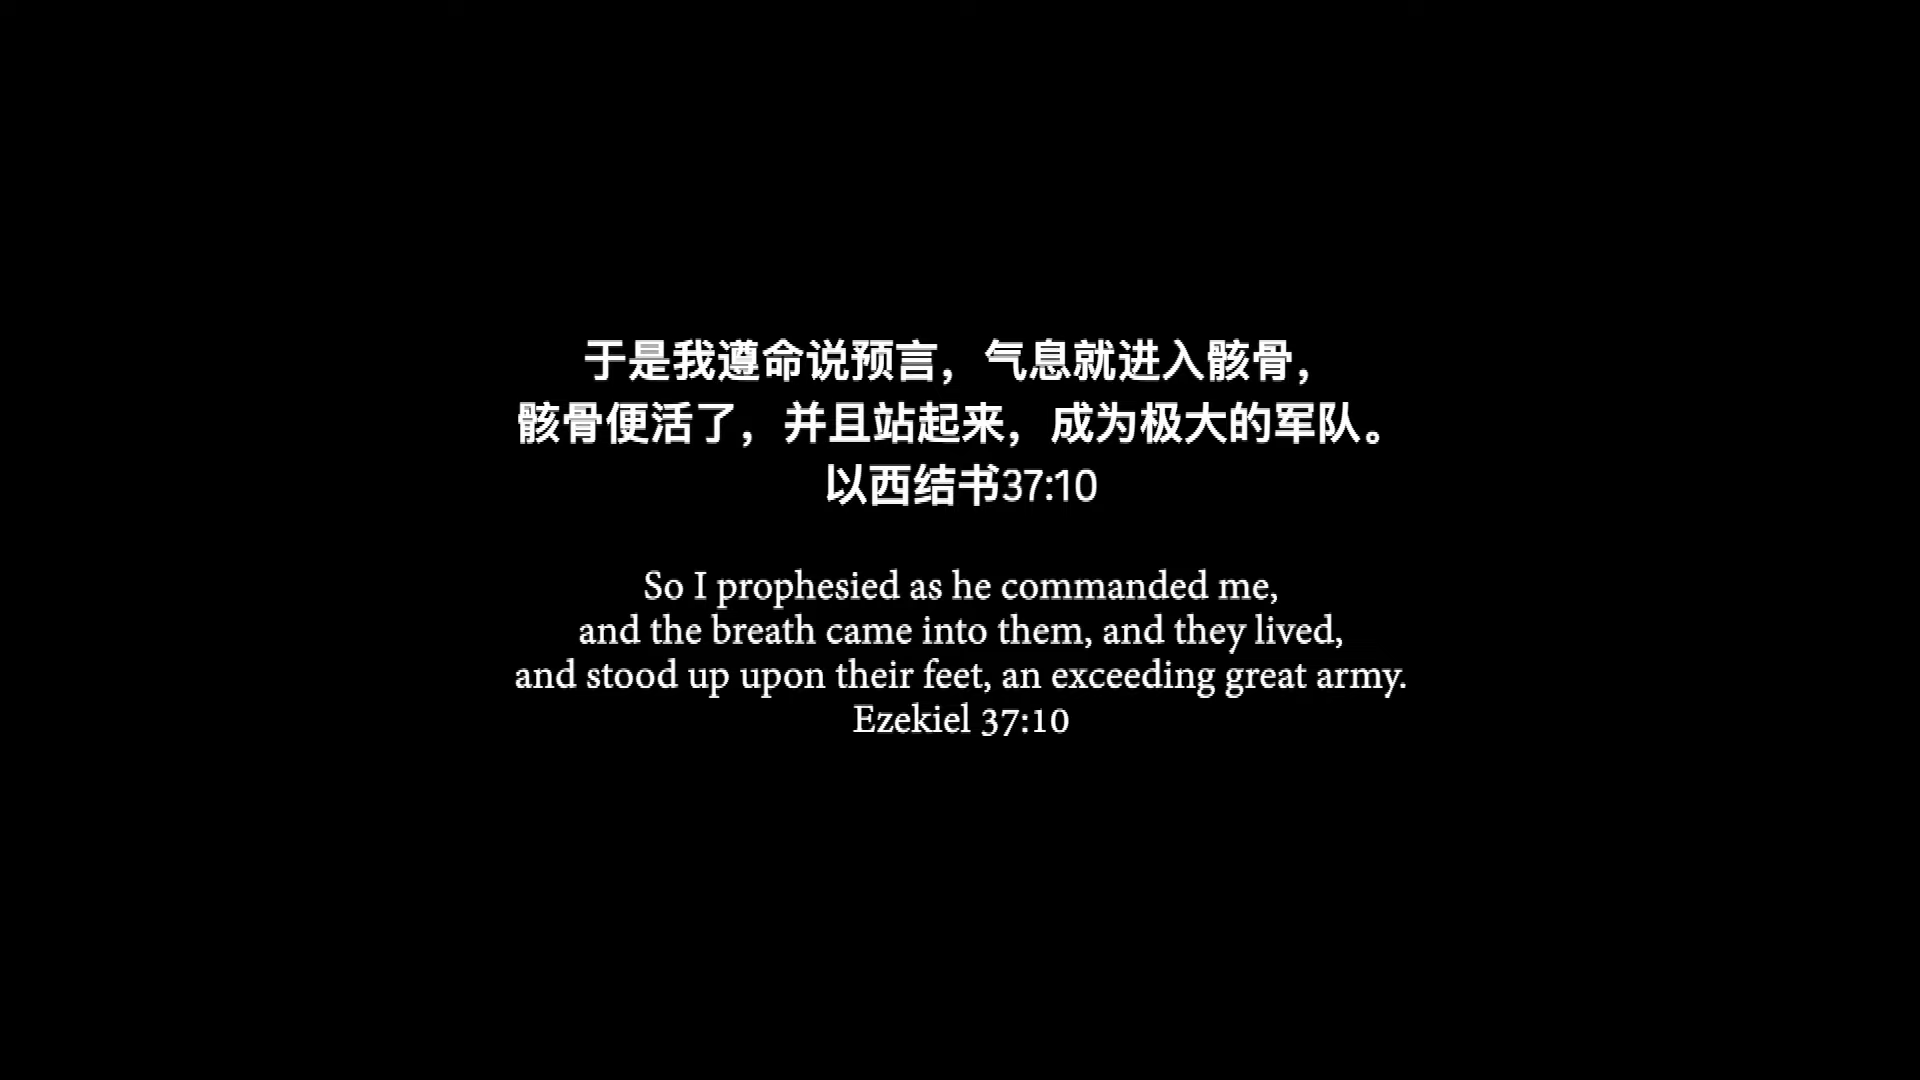 于是我遵命说预言，气息就进入骸骨，
骸骨便活了，并且站起来，成为极大的军队。
以西结书37:10
So I prophesied as he commanded me,
and the breath came into them, and they lived,
and stood up upon their feet, an exceeding great army.
Ezekiel 37:10